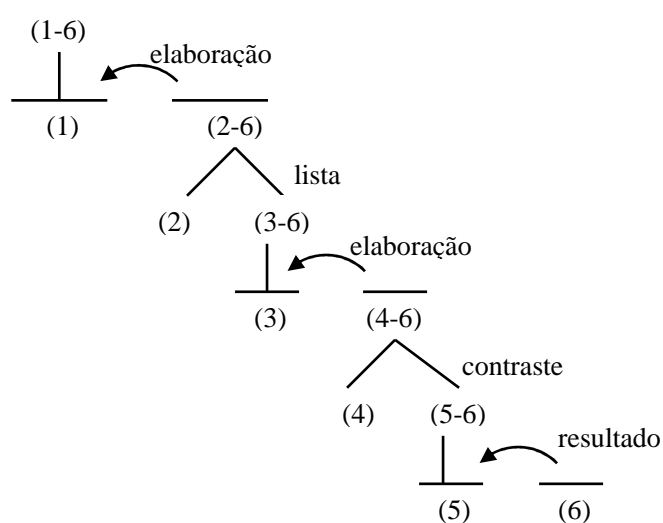 (1-6)
elaboração
(1) (2-6)
lista
(2) (3-6)
elaboração
(3) (4-6)
contraste
(4) (5-6)
resultado
(5) (6)